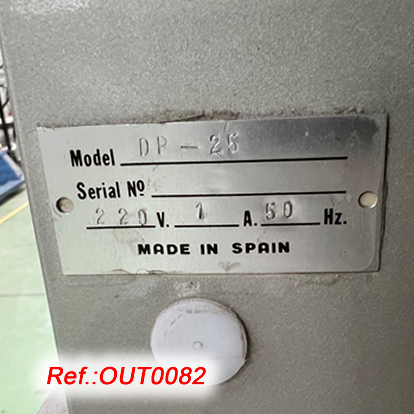 Model DP-25
Serial Nº
220 V. 1 A. 50 Hz.
MADE IN SPAIN
Ref.:OUT0082